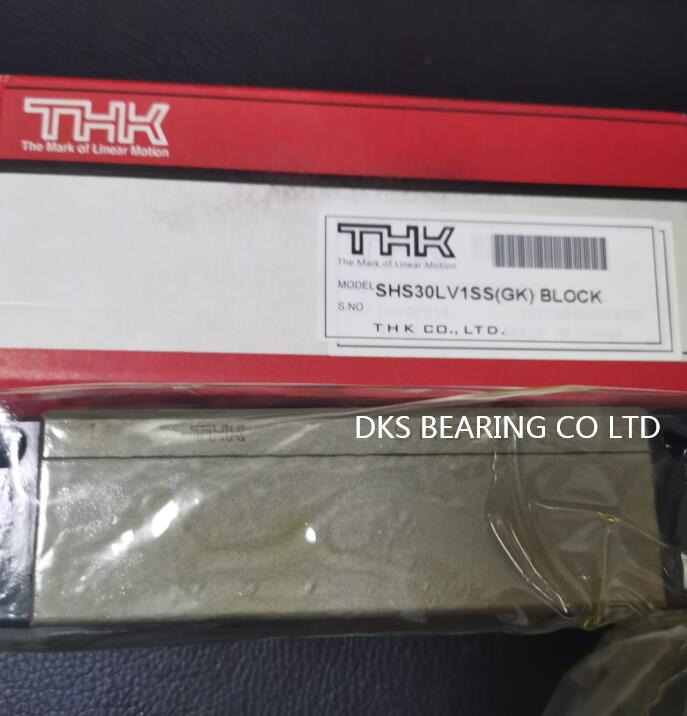 THK
The Mark of Linear Motion
THK
The Mark of Linear Motion
MODEL SHS30LV1SS(GK) BLOCK
S.NO
THK CO., LTD.
THK
DKS BEARING CO LTD